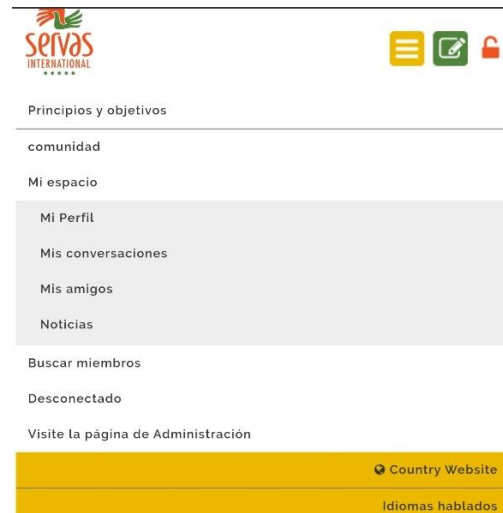 servas
INTERNATIONAL
Principios y objetivos
comunidad
Mi espacio
Mi Perfil
Mis conversaciones
Mis amigos
Noticias
Buscar miembros
Desconectado
Visite la página de Administración
Country Website
Idiomas hablados